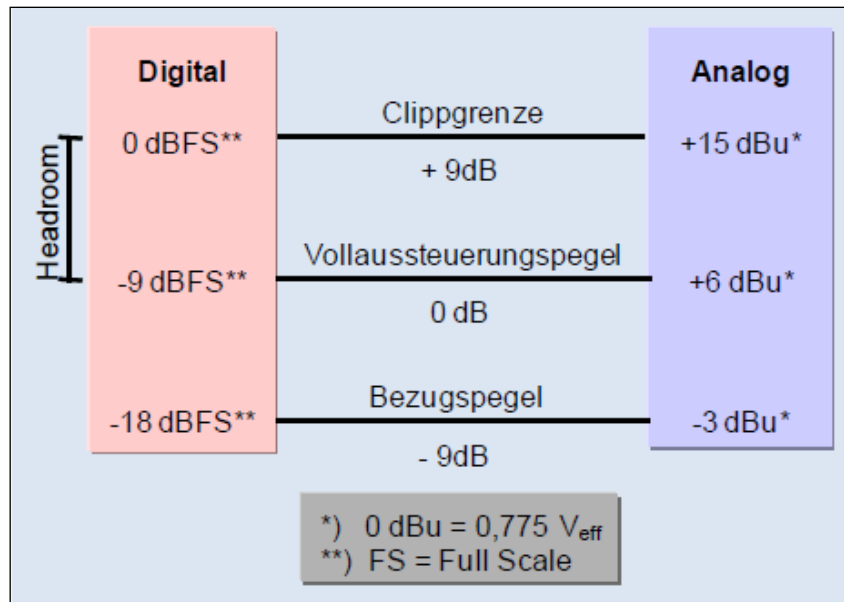 Digital
Analog
Clippgrenze
0 dBFS**
+15 dBu*
+ 9dB
Headroom
Vollaussteuerungspegel
-9 dBFS**
+6 dBu*
0 dB
Bezugspegel
-18 dBFS**
-3 dBu*
- 9dB
*) 0 dBu = 0,775 Veff
**) FS = Full Scale